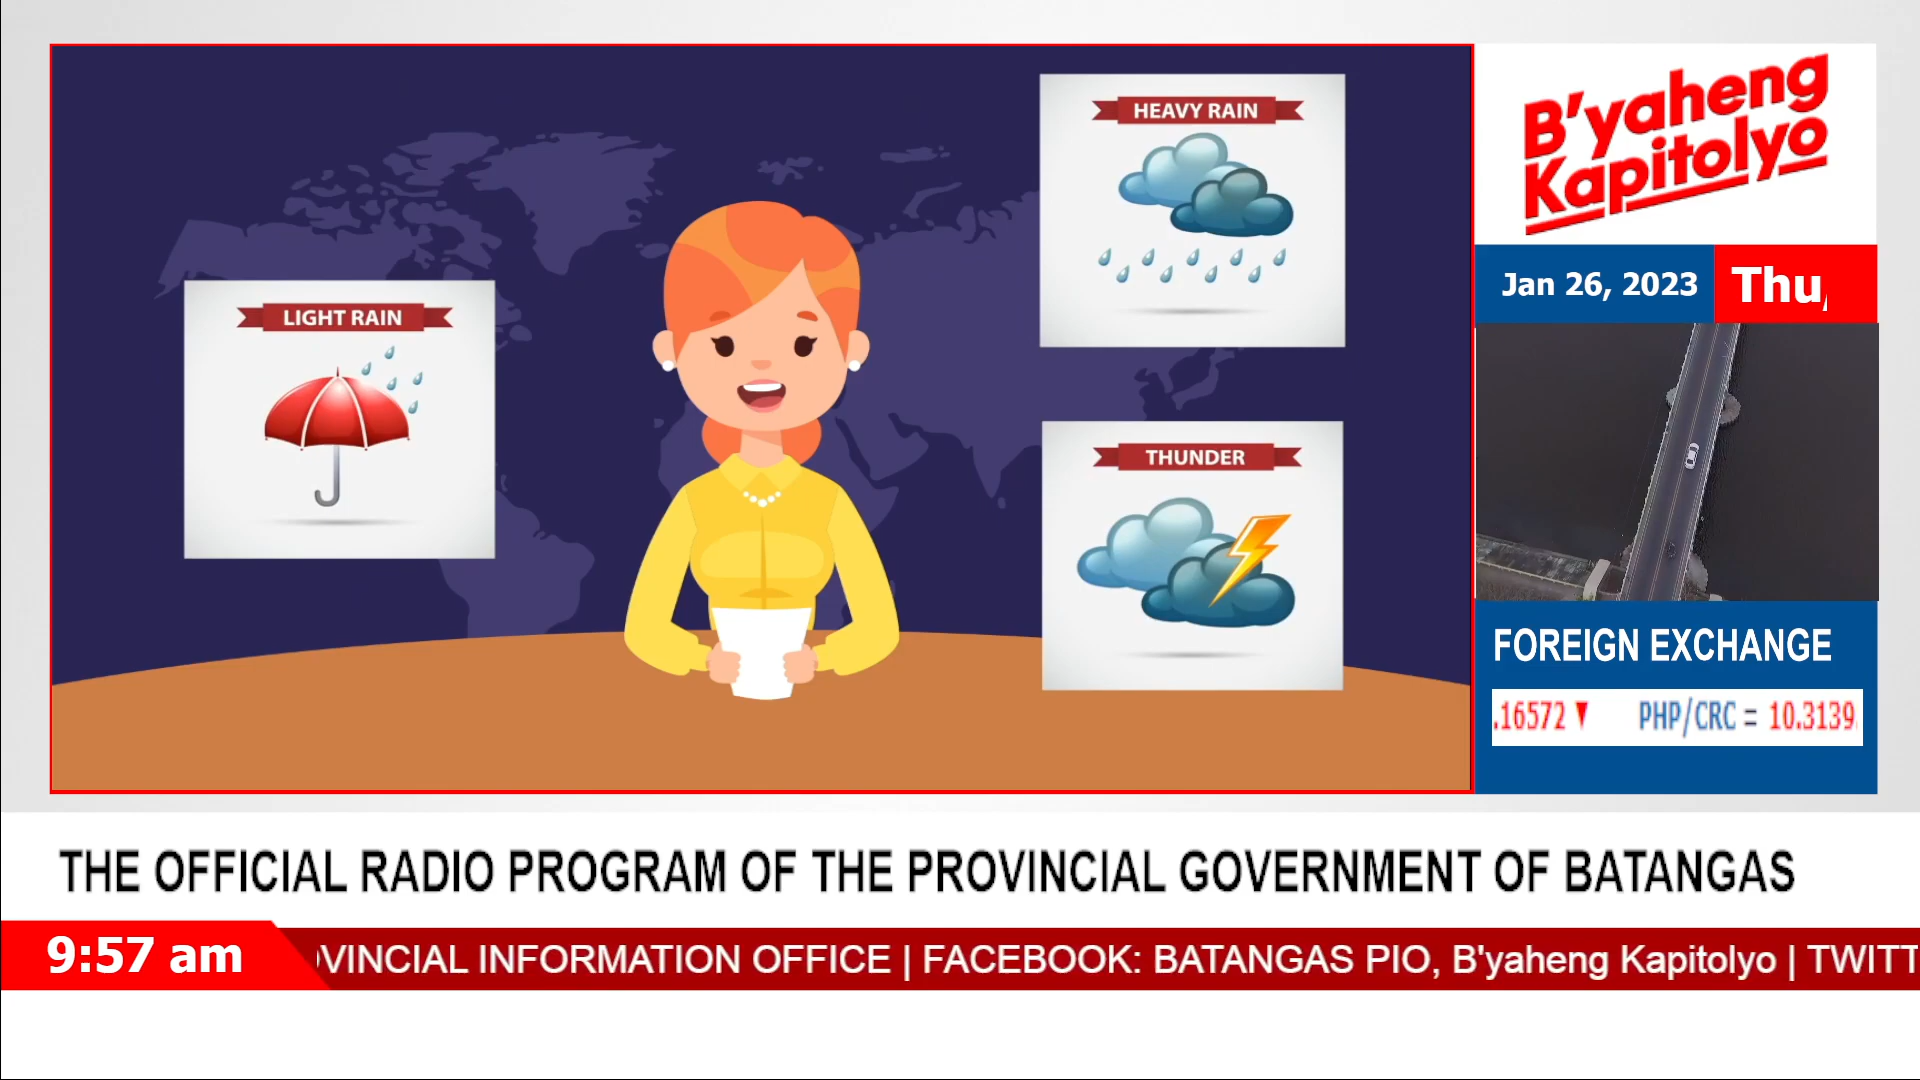 HEAVY RAIN
LIGHT RAIN
THUNDER
B'yaheng
Kapitolyo
Jan 26, 2023
Thu,
FOREIGN EXCHANGE
.16572 ▼ PHP/CRC = 10.3139
THE OFFICIAL RADIO PROGRAM OF THE PROVINCIAL GOVERNMENT OF BATANGAS
9:57 am
OVINCIAL INFORMATION OFFICE | FACEBOOK: BATANGAS PIO, B'yaheng Kapitolyo | TWITT